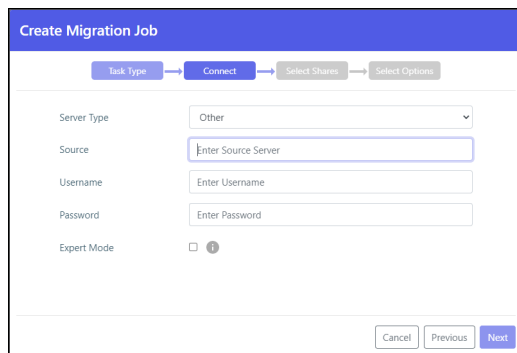 Create Migration Job
Task Type Connect Select Shares Select Options
Server Type Other
Source Enter Source Server
Username Enter Username
Password Enter Password
Expert Mode i
Cancel Previous Next